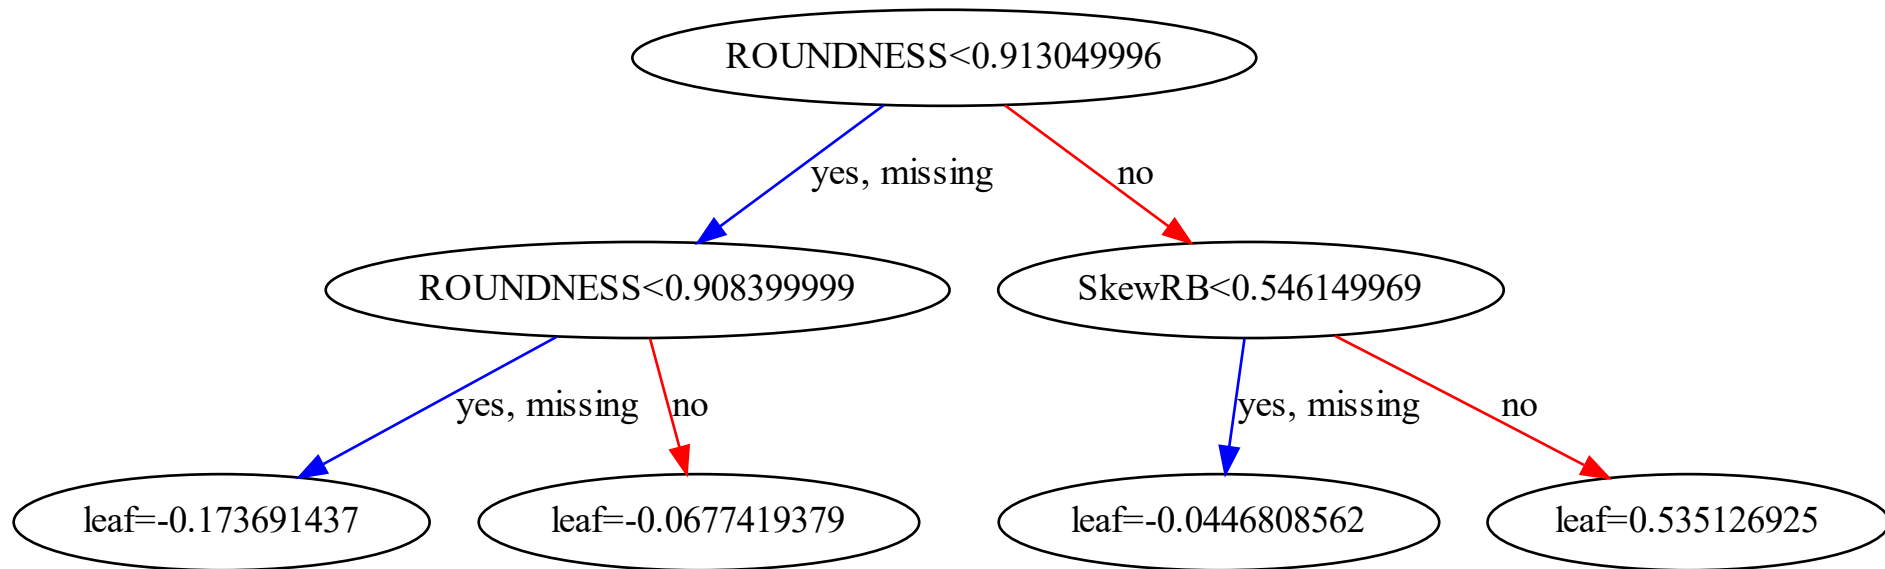 ROUNDNESS<0.913049996
yes, missing
no
ROUNDNESS<0.908399999
SkewRB<0.546149969
yes, missing
no
yes, missing
no
leaf=-0.173691437
leaf=-0.0677419379
leaf=-0.0446808562
leaf=0.535126925